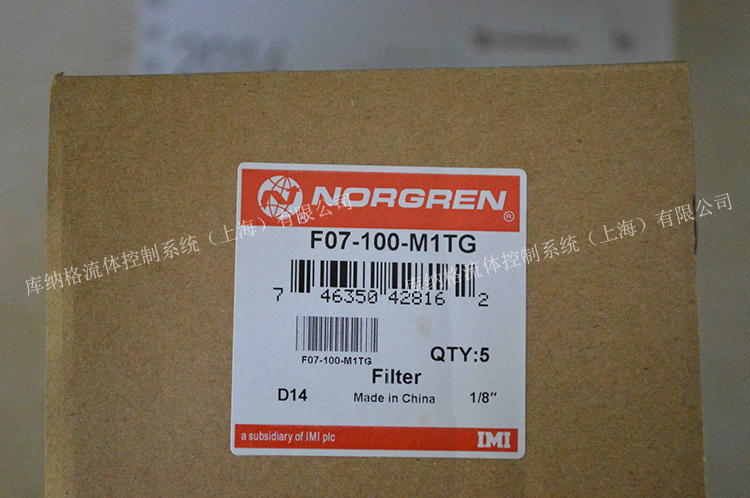 NORGREN®
F07-100-M1TG
7 46350 42816 2
F07-100-M1TG
QTY:5
Filter
D14 Made in China 1/8"
a subsidiary of IMI plc IMI
库纳格流体控制系统（上海）有限公司
库纳格流体控制系统（上海）有限公司